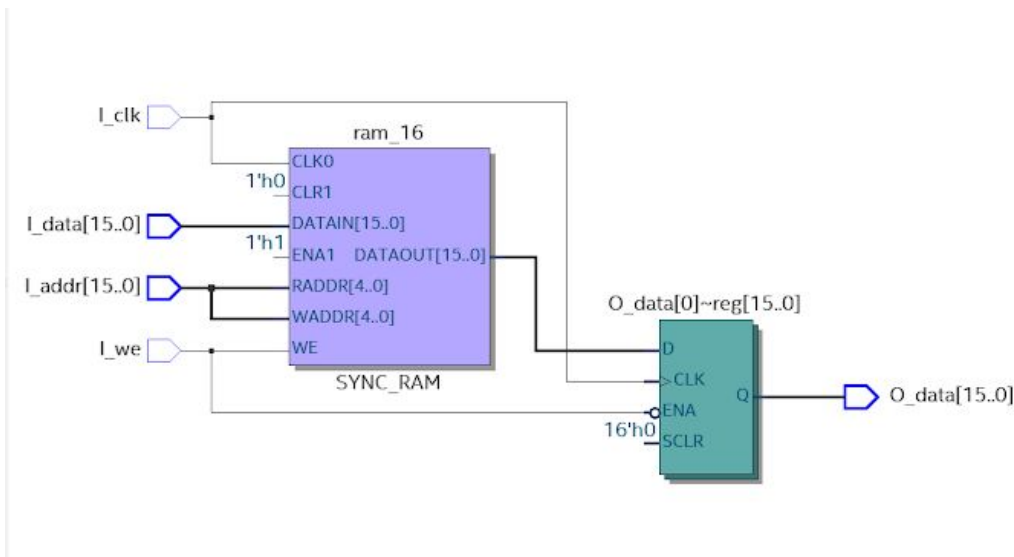 I_clk
ram_16
CLK0
1'h0
CLR1
I_data[15..0]
DATAIN[15..0]
1'h1
ENA1 DATAOUT[15..0]
I_addr[15..0]
RADDR[4..0]
WADDR[4..0]
I_we
WE
SYNC_RAM
O_data[0]~reg[15..0]
D
CLK
Q
O_data[15..0]
ENA
16'h0
SCLR